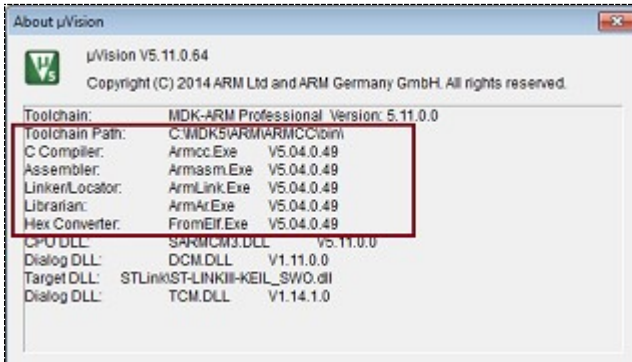 About µVision
µVision V5.11.0.64
Copyright (C) 2014 ARM Ltd and ARM Germany GmbH. All rights reserved.
Toolchain: MDK-ARM Professional Version: 5.11.0.0
Toolchain Path: C:\MDK5\ARM\ARMCC\bin\
C Compiler: Armcc.Exe V5.04.0.49
Assembler: Armasm.Exe V5.04.0.49
Linker/Locator: ArmLink.Exe V5.04.0.49
Librarian: ArmAr.Exe V5.04.0.49
Hex Converter: FromElf.Exe V5.04.0.49
CPU DLL: SARMCM3.DLL V5.11.0.0
Dialog DLL: DCM.DLL V1.11.0.0
Target DLL: STLink\ST-LINKIII-KEIL_SWO.dll
Dialog DLL: TCM.DLL V1.14.1.0